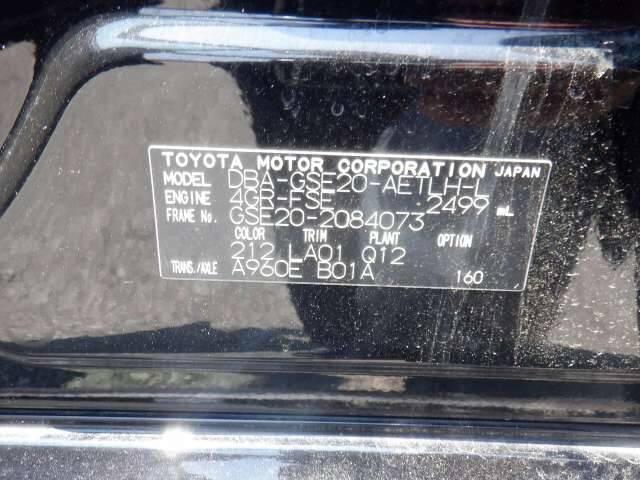 TOYOTA MOTOR CORPORATION JAPAN
MODEL DBA-GSE20-AETLH-L
ENGINE 4GR-FSE 2499 mL
FRAME No. GSE20-2084073
COLOR TRIM PLANT OPTION
212 LA01 Q12
TRANS./AXLE A960E B01A 160